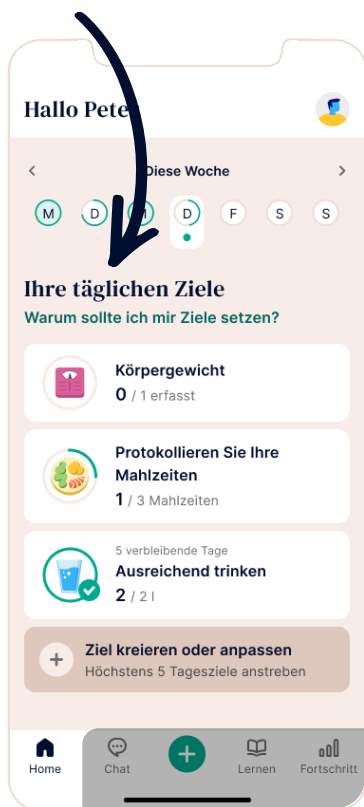 Hallo Pete
Diese Woche
M D M D F S S
Ihre täglichen Ziele
Warum sollte ich mir Ziele setzen?
Körpergewicht
0 / 1 erfasst
Protokollieren Sie Ihre
Mahlzeiten
1 / 3 Mahlzeiten
5 verbleibende Tage
Ausreichend trinken
2 / 2 l
Ziel kreieren oder anpassen
Höchstens 5 Tagesziele anstreben
Home Chat Lernen Fortschritt